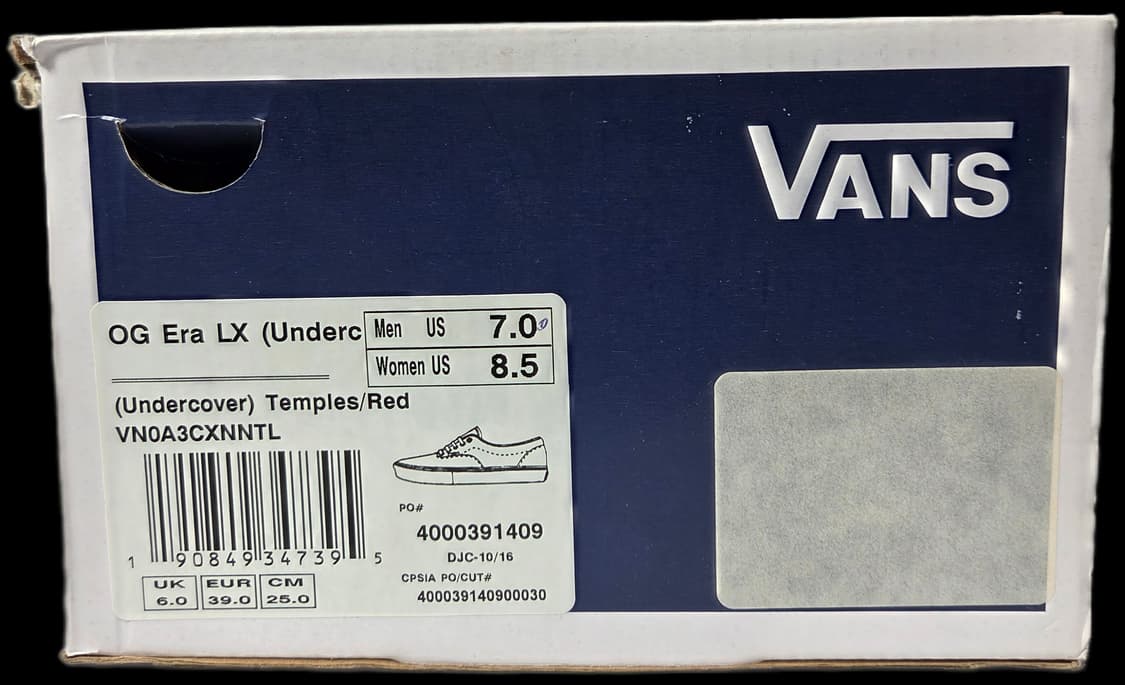 VANS
OG Era LX (Underc
Men US 7.0
Women US 8.5
(Undercover) Temples/Red
VN0A3CXNNTL
1 90849 34739 5
PO#
4000391409
DJC-10/16
CPSIA PO/CUT#
400039140900030
UK EUR CM
6.0 39.0 25.0